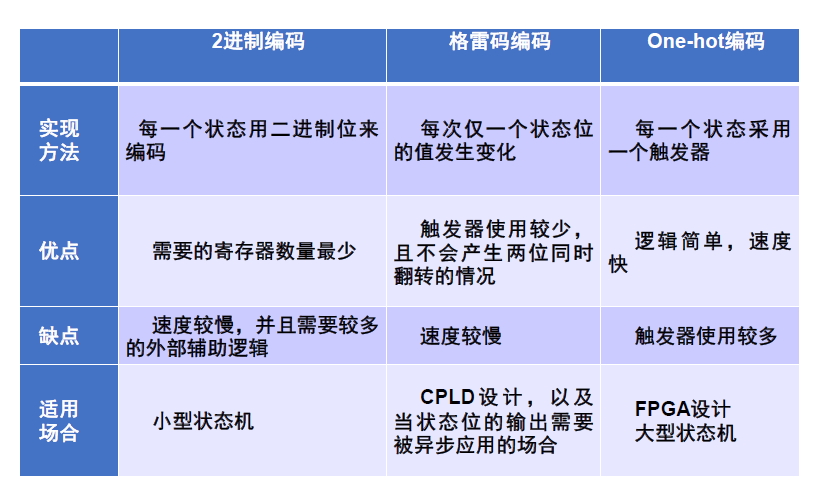 2进制编码
格雷码编码
One-hot编码
实现
方法
每一个状态用二进制位来
编码
每次仅一个状态位
的值发生变化
每一个状态采用
一个触发器
优点
需要的寄存器数量最少
触发器使用较少，
且不会产生两位同时
翻转的情况
逻辑简单，速度
快
缺点
速度较慢，并且需要较多
的外部辅助逻辑
速度较慢
触发器使用较多
适用
场合
小型状态机
CPLD设计，以及
当状态位的输出需要
被异步应用的场合
FPGA设计
大型状态机